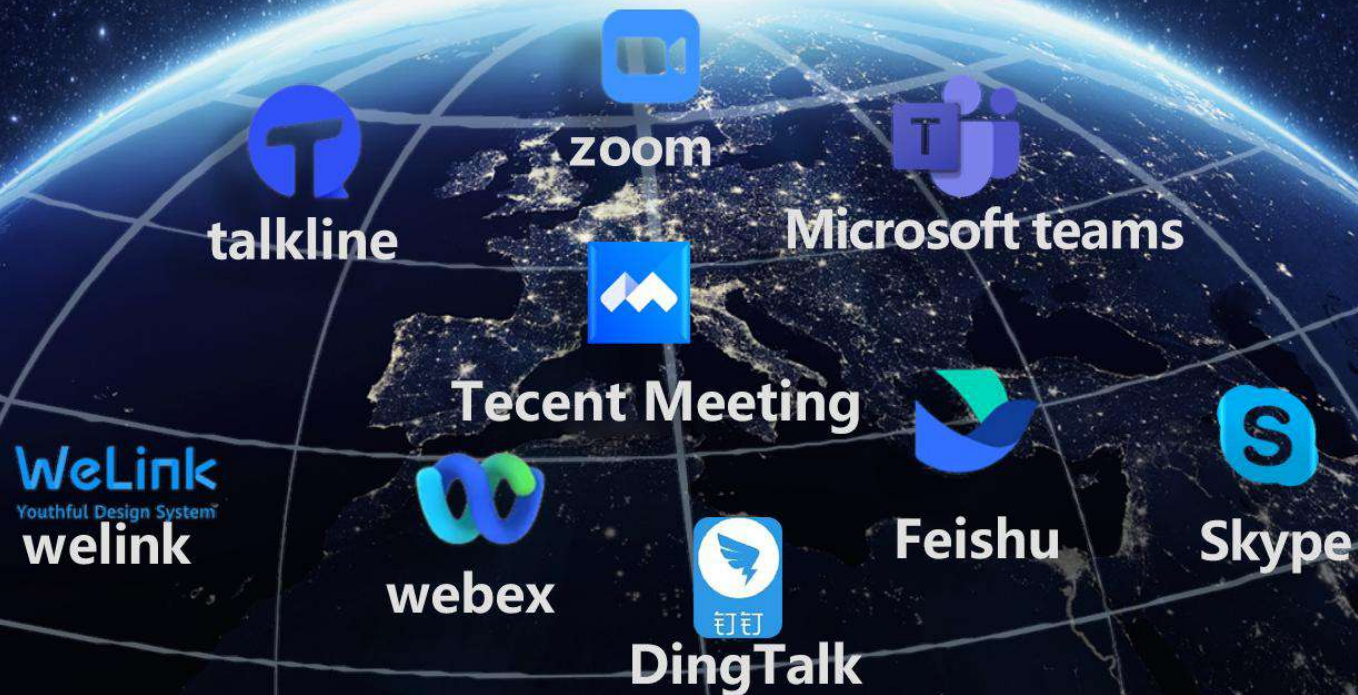 zoom
talkline
T
Microsoft teams
Tecent Meeting
WeLink
Youthful Design System
welink
webex
钉钉
DingTalk
Feishu
S
Skype